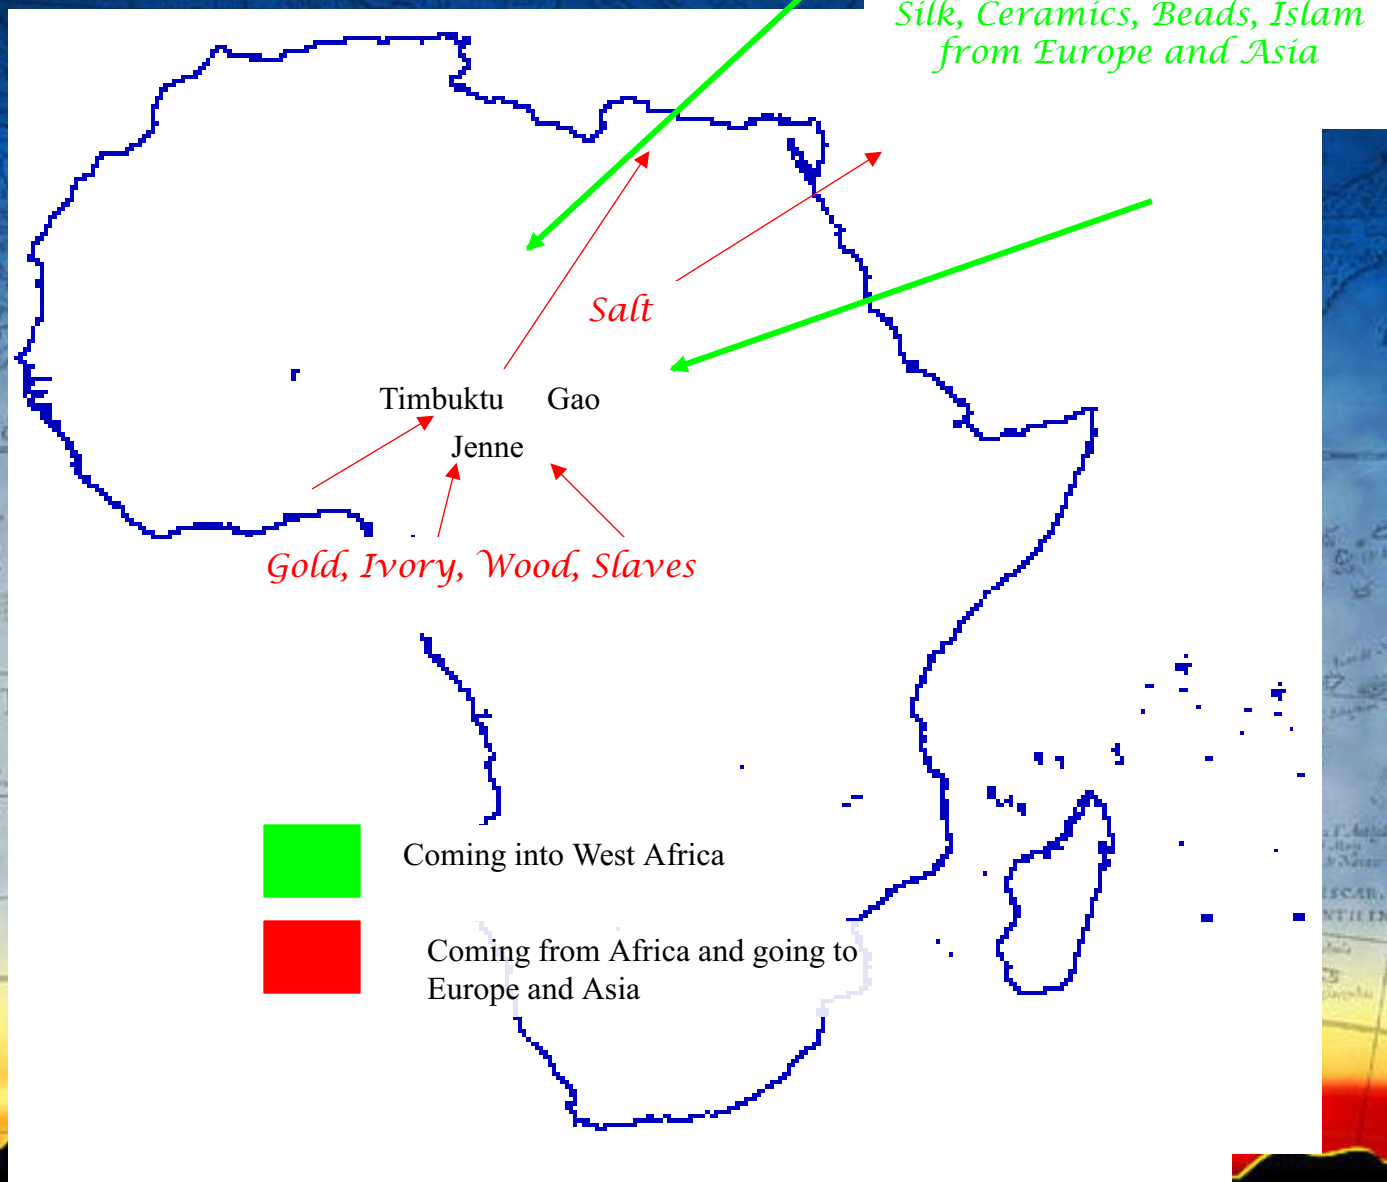 Silk, Ceramics, Beads, Islam
from Europe and Asia
Salt
Timbuktu Gao
Jenne
Gold, Ivory, Wood, Slaves
Coming into West Africa
Coming from Africa and going to
Europe and Asia